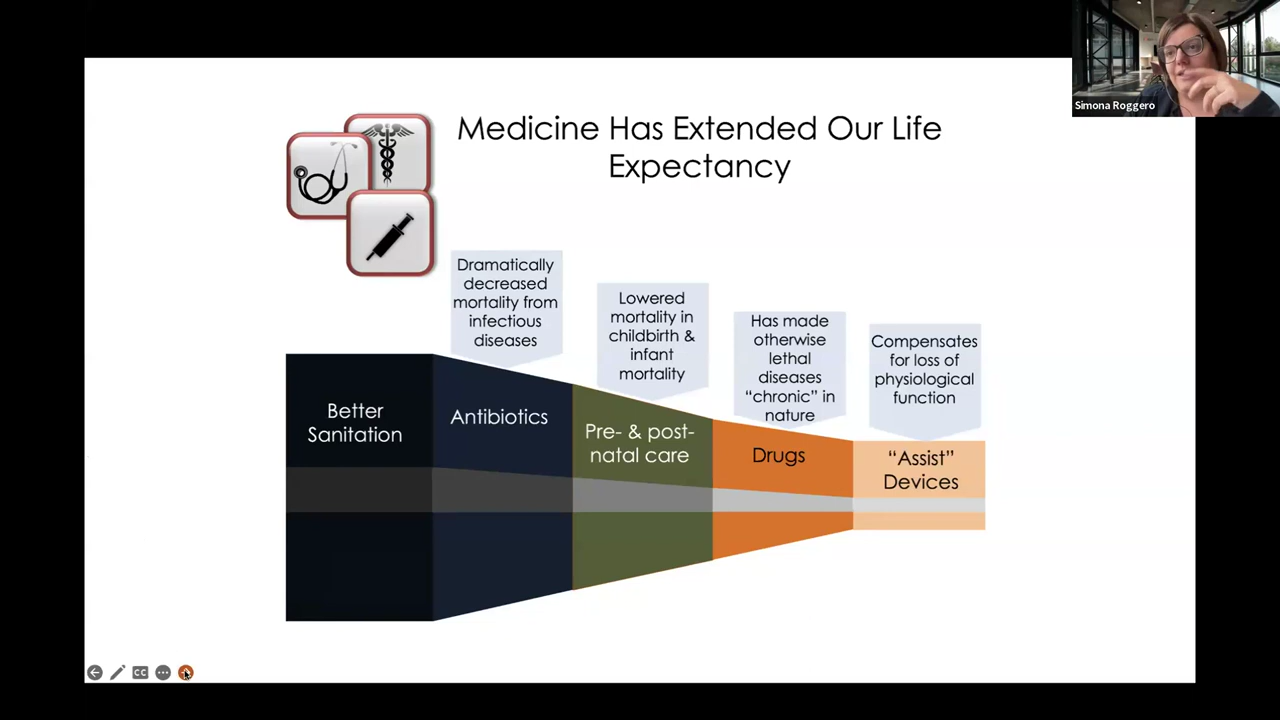 Simona Roggero
Medicine Has Extended Our Life
Expectancy
Dramatically
decreased
mortality from
infectious
diseases
Lowered
mortality in
childbirth &
infant
mortality
Has made
otherwise
lethal
diseases
“chronic” in
nature
Compensates
for loss of
physiological
function
Better
Sanitation
Antibiotics
Pre- & post-
natal care
Drugs
“Assist”
Devices
CC